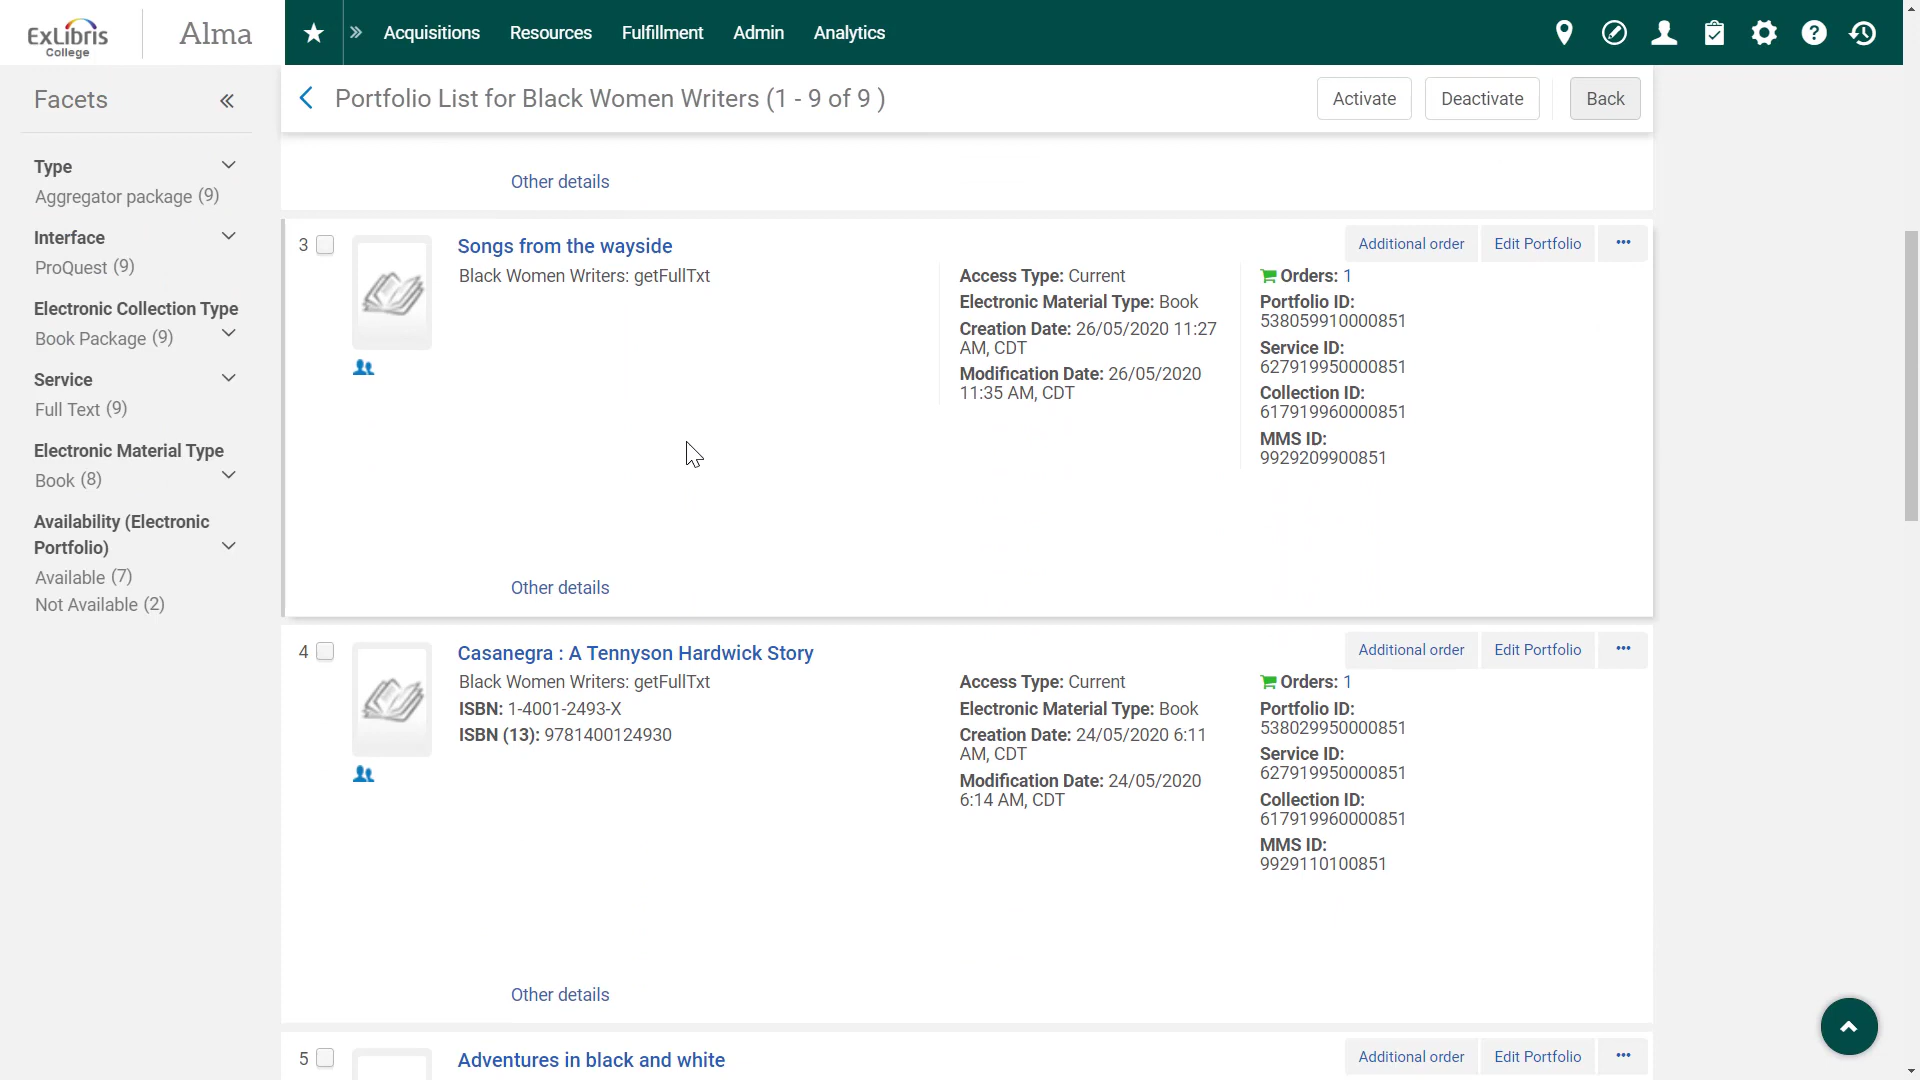 ExLibris
College
Alma
Acquisitions
Resources
Fulfillment
Admin
Analytics
Facets
Portfolio List for Black Women Writers (1 - 9 of 9 )
Activate
Deactivate
Back
Type
Aggregator package (9)
Interface
ProQuest (9)
Electronic Collection Type
Book Package (9)
Service
Full Text (9)
Electronic Material Type
Book (8)
Availability (Electronic
Portfolio)
Available (7)
Not Available (2)
Other details
3
Songs from the wayside
Black Women Writers: getFullTxt
Access Type: Current
Electronic Material Type: Book
Creation Date: 26/05/2020 11:27
AM, CDT
Modification Date: 26/05/2020
11:35 AM, CDT
Additional order
Edit Portfolio
Orders: 1
Portfolio ID:
538059910000851
Service ID:
627919950000851
Collection ID:
617919960000851
MMS ID:
9929209900851
Other details
4
Casanegra : A Tennyson Hardwick Story
Black Women Writers: getFullTxt
ISBN: 1-4001-2493-X
ISBN (13): 9781400124930
Access Type: Current
Electronic Material Type: Book
Creation Date: 24/05/2020 6:11
AM, CDT
Modification Date: 24/05/2020
6:14 AM, CDT
Additional order
Edit Portfolio
Orders: 1
Portfolio ID:
538029950000851
Service ID:
627919950000851
Collection ID:
617919960000851
MMS ID:
9929110100851
Other details
5
Adventures in black and white
Additional order
Edit Portfolio